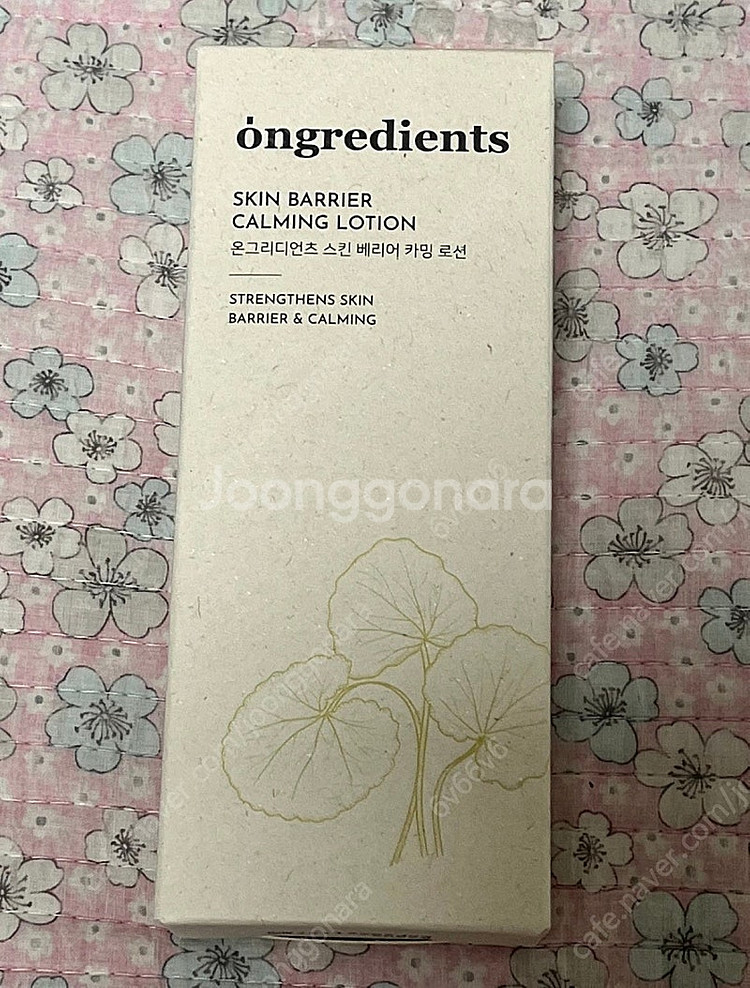 ongredients
SKIN BARRIER
CALMING LOTION
온그리디언츠 스킨 베리어 카밍 로션
STRENGTHENS SKIN
BARRIER & CALMING
Joonggonara